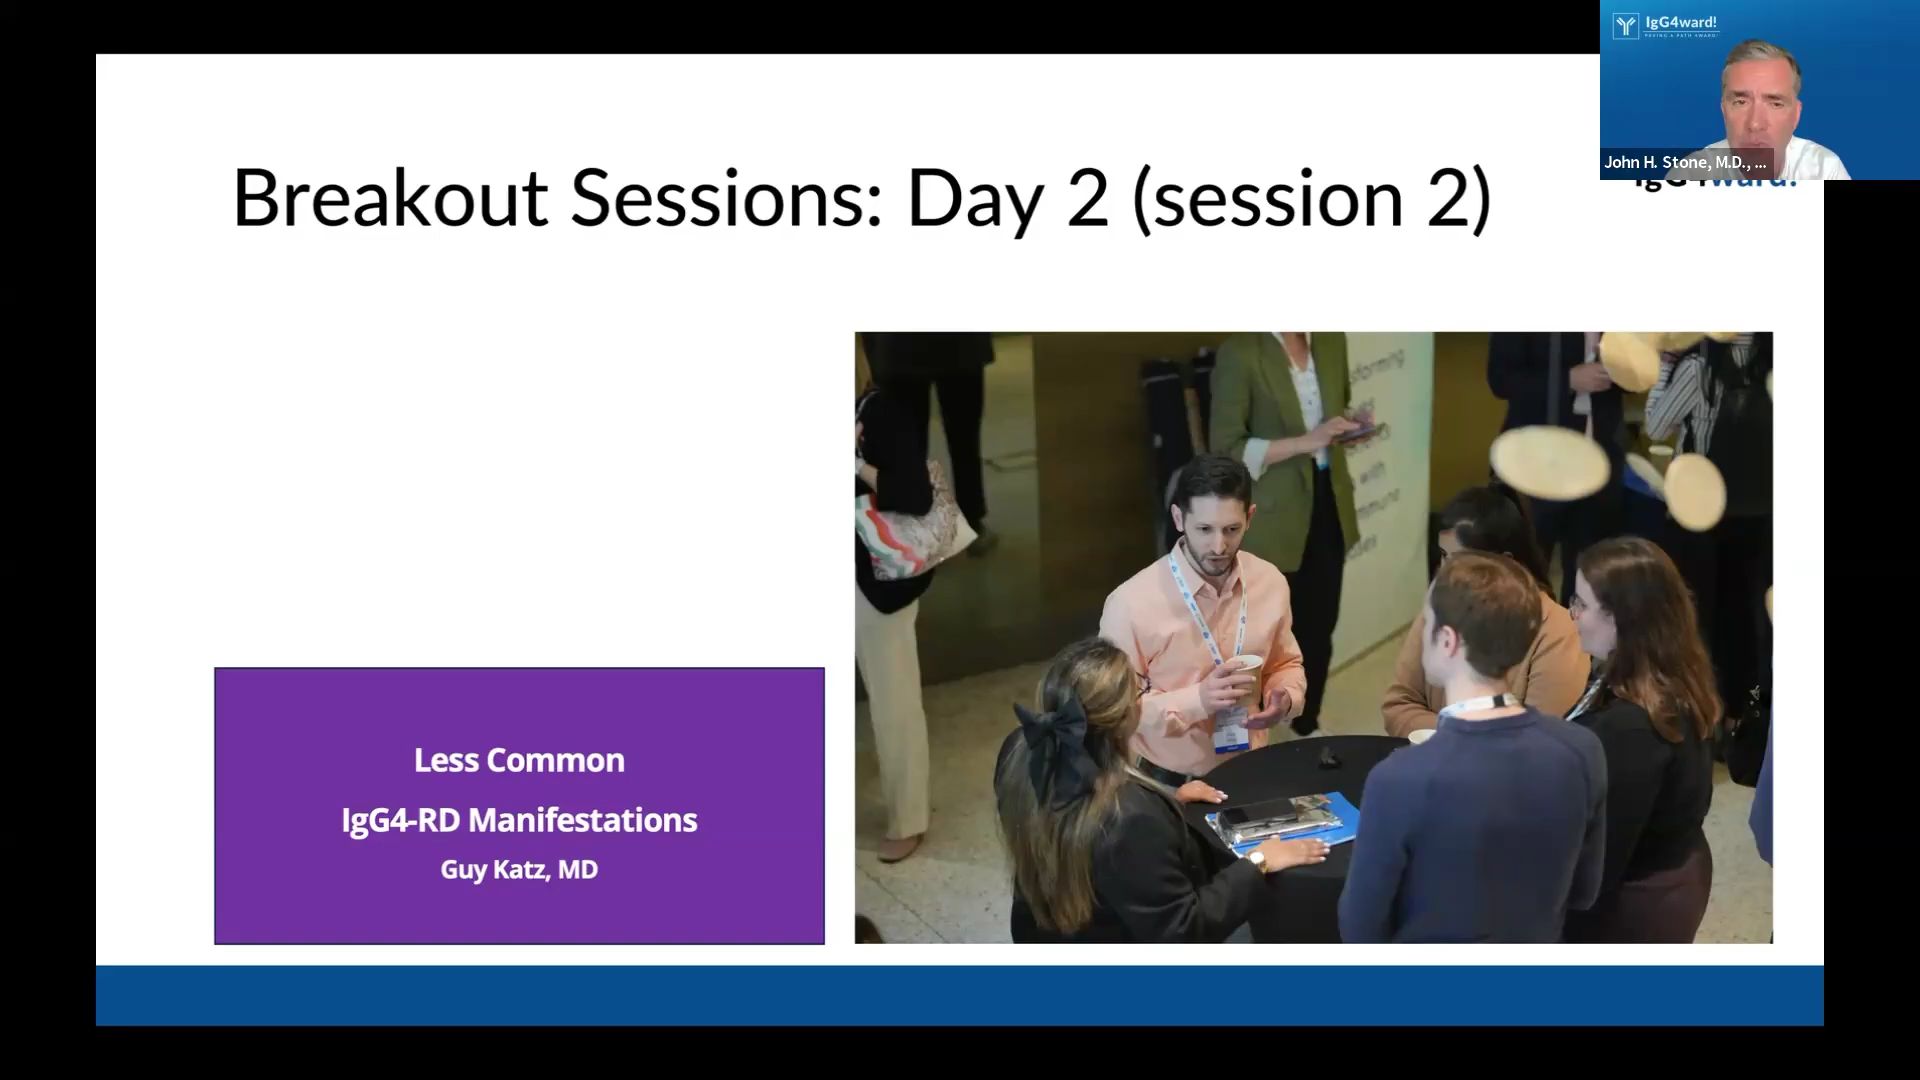 IgG4ward!
PAVING A PATH 4WARD!
John H. Stone, M.D., ...
Breakout Sessions: Day 2 (session 2)
Less Common
IgG4-RD Manifestations
Guy Katz, MD
with